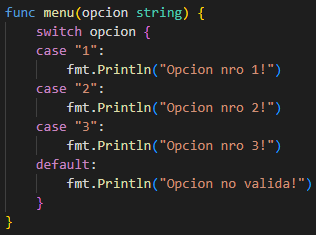 func menu(opcion string) {
    switch opcion {
    case "1":
        fmt.Println("Opcion nro 1!")
    case "2":
        fmt.Println("Opcion nro 2!")
    case "3":
        fmt.Println("Opcion nro 3!")
    default:
        fmt.Println("Opcion no valida!")
    }
}